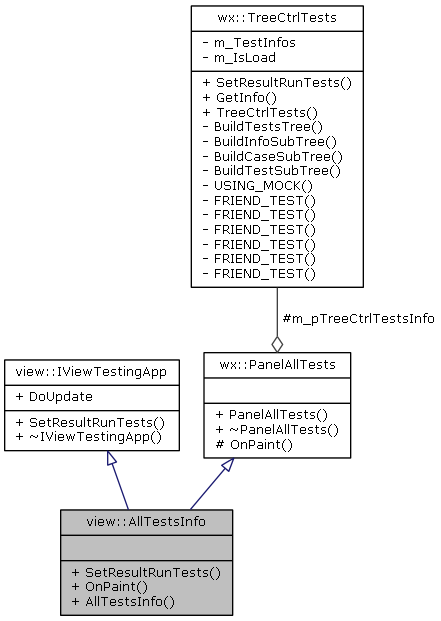 wx::TreeCtrlTests
- m_TestInfos
- m_IsLoad
+ SetResultRunTests()
+ GetInfo()
+ TreeCtrlTests()
- BuildTestsTree()
- BuildInfoSubTree()
- BuildCaseSubTree()
- BuildTestSubTree()
- USING_MOCK()
- FRIEND_TEST()
- FRIEND_TEST()
- FRIEND_TEST()
- FRIEND_TEST()
- FRIEND_TEST()
- FRIEND_TEST()
#m_pTreeCtrlTestsInfo
view::IViewTestingApp
+ DoUpdate
+ SetResultRunTests()
+ ~IViewTestingApp()
wx::PanelAllTests
+ PanelAllTests()
+ ~PanelAllTests()
# OnPaint()
view::AllTestsInfo
+ SetResultRunTests()
+ OnPaint()
+ AllTestsInfo()